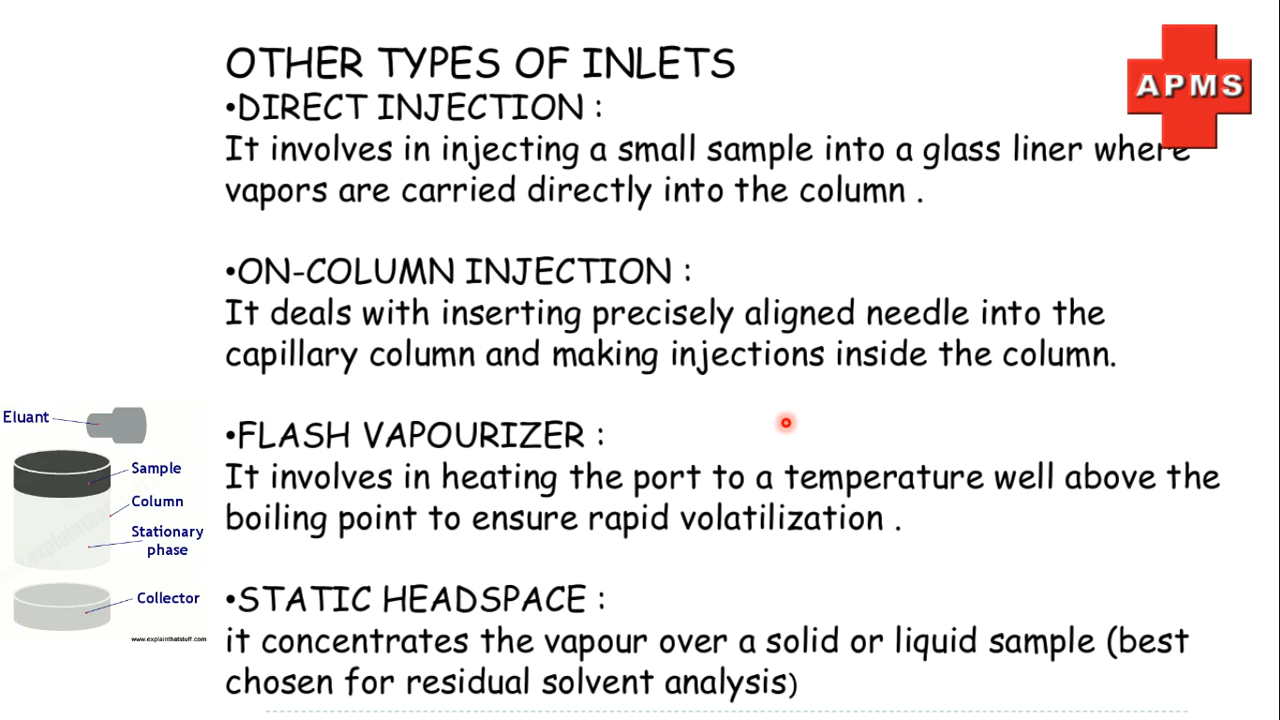 OTHER TYPES OF INLETS
•DIRECT INJECTION :
It involves in injecting a small sample into a glass liner where
vapors are carried directly into the column .
•ON-COLUMN INJECTION :
It deals with inserting precisely aligned needle into the
capillary column and making injections inside the column.
•FLASH VAPOURIZER :
It involves in heating the port to a temperature well above the
boiling point to ensure rapid volatilization .
•STATIC HEADSPACE :
it concentrates the vapour over a solid or liquid sample (best
chosen for residual solvent analysis)
APMS
Eluant
Sample
Column
Stationary
phase
Collector
www.explainthatstuff.com